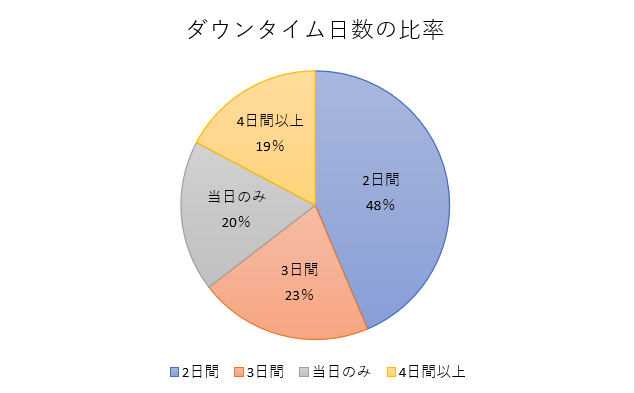 ダウンタイム日数の比率
4日間以上
19%
2日間
48%
当日のみ
20%
3日間
23%
2日間 3日間 当日のみ 4日間以上